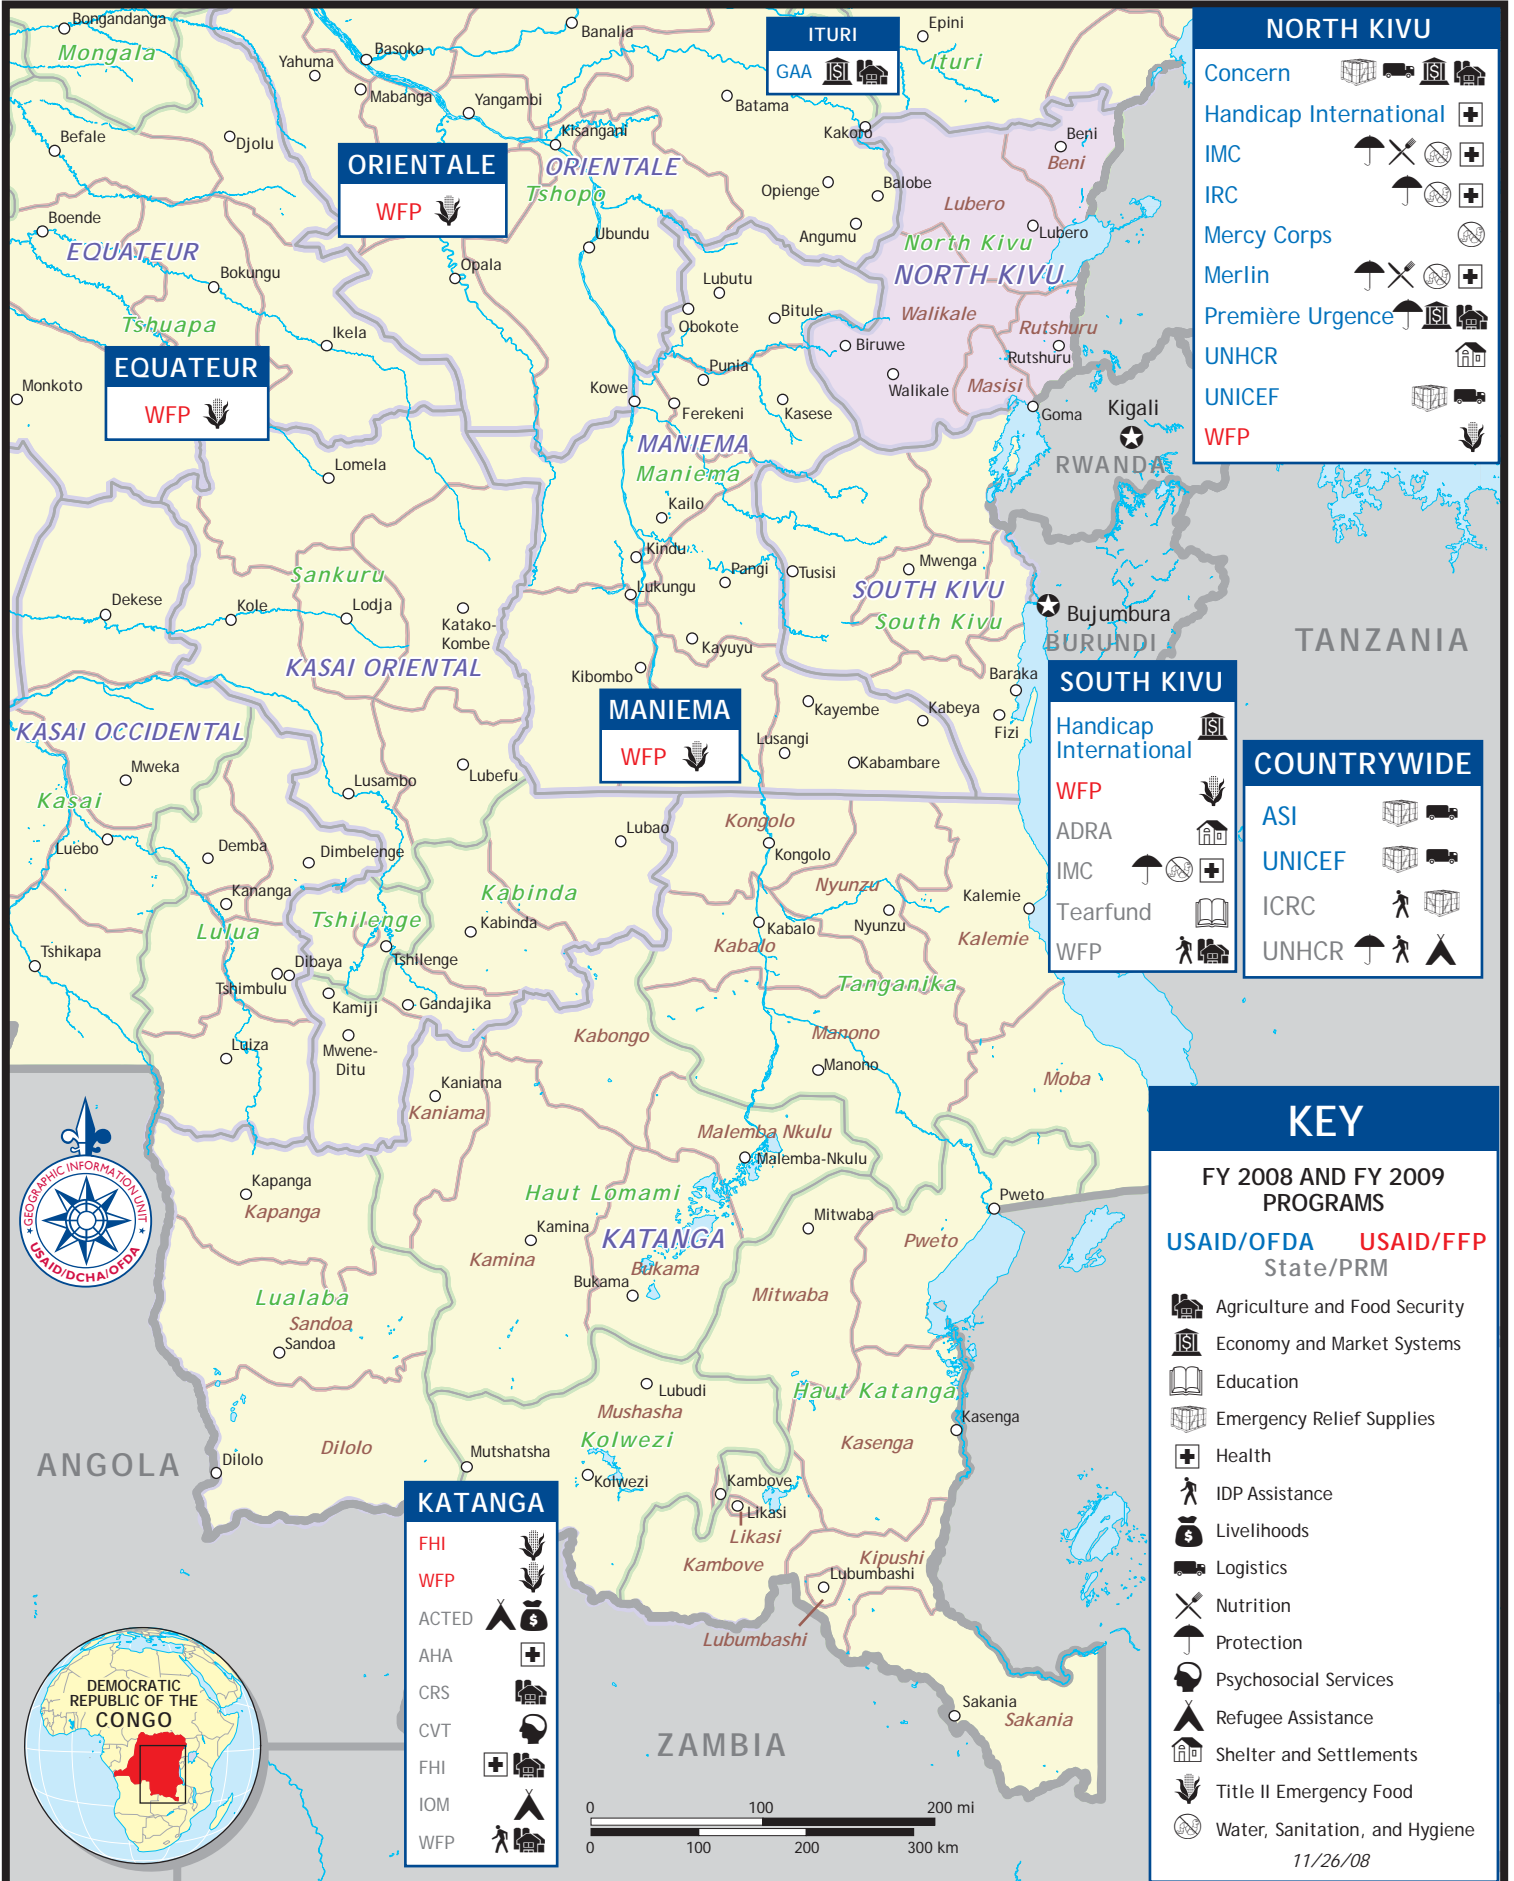 Bongandanga
Mongala
Yahuma
Basoko
Mabanga
Banalia
Yangambi
Kisangani
Befale
Djolu
ORIENTALE
WFP
ORIENTALE
Tshopo
ITURI
GAA
Epini
Ituri
Batama
Kakoro
Beni
Beni
Opienge
Balobe
Lubero
Angumu
Lubero
North Kivu
NORTH KIVU
Boende
EQUATEUR
Bokungu
Tshuapa
Ikela
Opala
Ubundu
Lubutu
Obokote
Bitule
Walikale
Rutshuru
Rutshuru
Biruwe
Walikale
Masisi
Goma
EQUATEUR
WFP
Monkoto
Kowe
Punia
Ferekeni
Kasese
MANIEMA
Maniema
Kigali
RWANDA
NORTH KIVU
Concern
Handicap International
IMC
IRC
Mercy Corps
Merlin
Première Urgence
UNHCR
UNICEF
WFP
Lomela
Kailo
Kindu
Lukungu
Pangi
Tusisi
Mwenga
SOUTH KIVU
South Kivu
Bujumbura
BURUNDI
TANZANIA
Sankuru
Dekese
Kole
Lodja
Katako-
Kombe
KASAI ORIENTAL
Kayuyu
Kibombo
Baraka
Fizi
Kayembe
Kabeya
Lusangi
Kabambare
MANIEMA
WFP
SOUTH KIVU
Handicap
International
WFP
ADRA
IMC
Tearfund
WFP
COUNTRYWIDE
ASI
UNICEF
ICRC
UNHCR
KASAI OCCIDENTAL
Mweka
Kasai
Luebo
Lusambo
Lubefu
Demba
Dimbelenge
Kananga
Lulua
Tshilenge
Kabinda
Kabinda
Lubao
Kongolo
Kongolo
Nyunzu
Nyunzu
Kalemie
Kalemie
Kabalo
Kabalo
Tanganika
Tshikapa
Dibaya
Tshimbulu
Tshilenge
Kamiji
Gandajika
Luiza
Mwene-
Ditu
Kaniama
Kaniama
Kabongo
Manono
Manono
Moba
Malemba Nkulu
Malemba-Nkulu
GEOGRAPHIC INFORMATION UNIT
USAID/DCHA/OFDA
Kapanga
Kapanga
Haut Lomami
Kamina
Kamina
KATANGA
Bukama
Bukama
Mitwaba
Mitwaba
Pweto
Pweto
Lualaba
Sandoa
Sandoa
Lubudi
Mushasha
Kolwezi
Kolwezi
Haut Katanga
Kasenga
Kasenga
ANGOLA
Dilolo
Dilolo
Mutshatsha
Kambove
Likasi
Likasi
Kambove
Kipushi
Lubumbashi
Lubumbashi
Sakania
Sakania
ZAMBIA
KATANGA
FHI
WFP
ACTED
AHA
CRS
CVT
FHI
IOM
WFP
DEMOCRATIC
REPUBLIC OF THE
CONGO
0 100 200 mi
0 100 200 300 km
KEY
FY 2008 AND FY 2009
PROGRAMS
USAID/OFDA USAID/FFP
State/PRM
Agriculture and Food Security
Economy and Market Systems
Education
Emergency Relief Supplies
Health
IDP Assistance
Livelihoods
Logistics
Nutrition
Protection
Psychosocial Services
Refugee Assistance
Shelter and Settlements
Title II Emergency Food
Water, Sanitation, and Hygiene
11/26/08